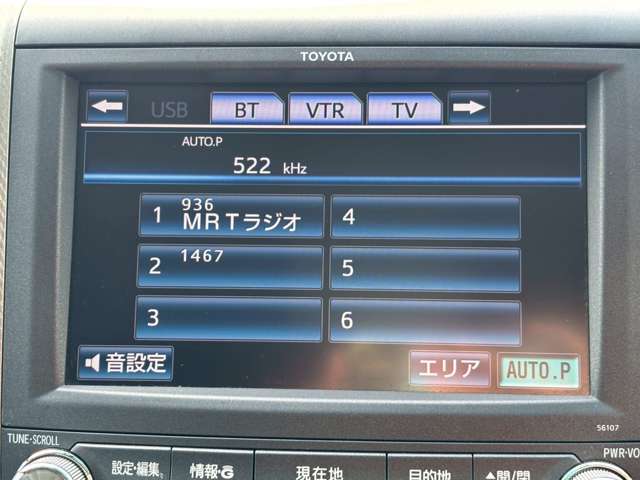 TOYOTA
USB BT VTR TV
AUTO.P
522 kHz
1 936 MRTラジオ
4
2 1467
5
3
6
音設定 エリア AUTO.P
56107
TUNE·SCROLL PWR·VO
設定・編集 情報·G 現在地 目的地 ▲開/閉